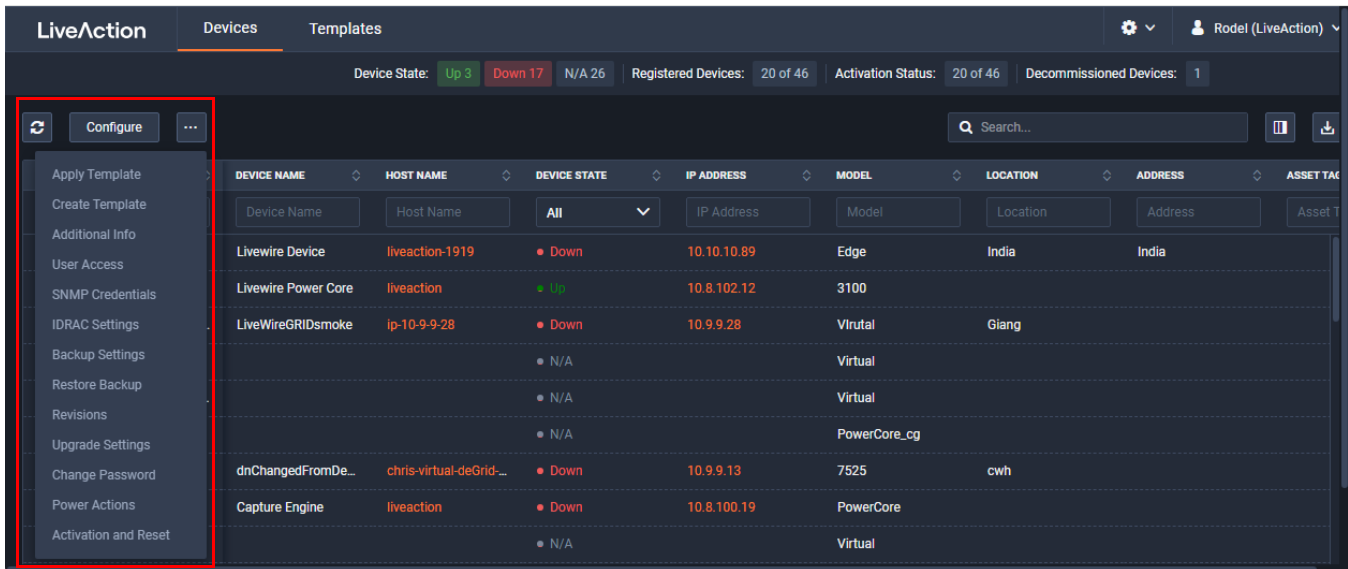 LiveAction Devices Templates Rodel (LiveAction)
Device State: Up 3 Down 17 N/A 26 Registered Devices: 20 of 46 Activation Status: 20 of 46 Decommissioned Devices: 1
Configure ... Search...
DEVICE NAME HOST NAME DEVICE STATE IP ADDRESS MODEL LOCATION ADDRESS ASSET TAG
Device Name Host Name All IP Address Model Location Address Asset T
Apply Template
Create Template
Additional Info
User Access
SNMP Credentials
IDRAC Settings
Backup Settings
Restore Backup
Revisions
Upgrade Settings
Change Password
Power Actions
Activation and Reset
Livewire Device liveaction-1919 Down 10.10.10.89 Edge India India
Livewire Power Core liveaction Up 10.8.102.12 3100
LiveWireGRIDsmoke ip-10-9-9-28 Down 10.9.9.28 VIrutal Giang
N/A Virtual
N/A Virtual
N/A PowerCore_cg
dnChangedFromDe... chris-virtual-deGrid-... Down 10.9.9.13 7525 cwh
Capture Engine liveaction Down 10.8.100.19 PowerCore
N/A Virtual